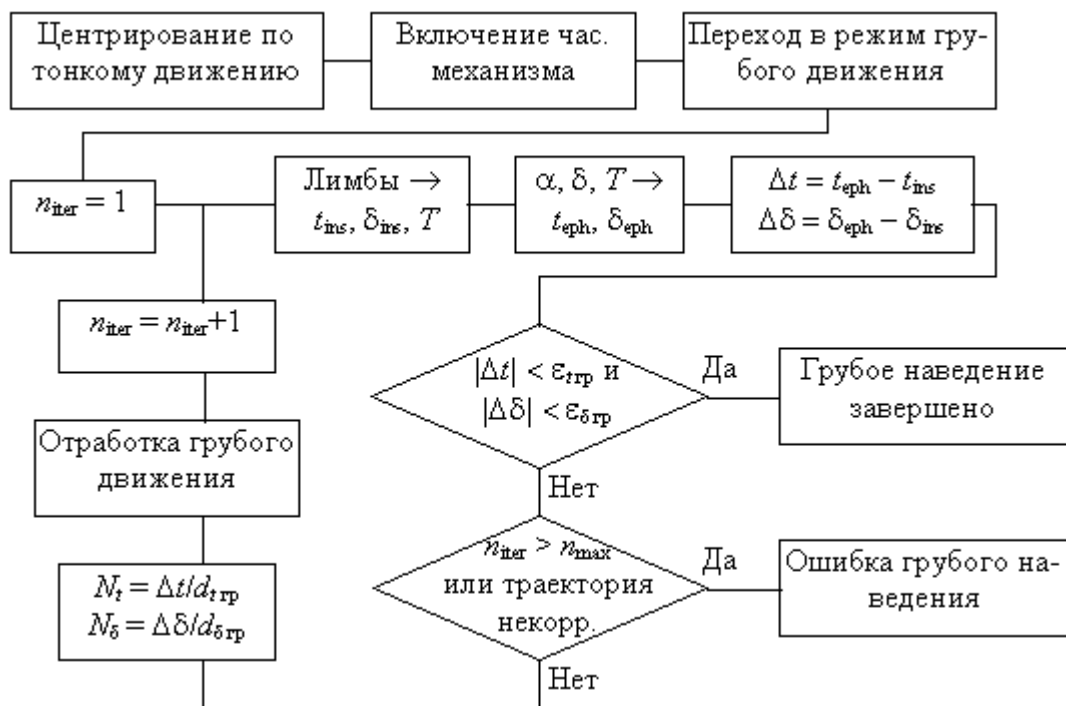 Центрирование по
тонкому движению
Включение час.
механизма
Переход в режим гру-
бого движения
n_iter = 1
Лимбы →
t_ins, δ_ins, T
α, δ, T →
t_eph, δ_eph
Δt = t_eph − t_ins
Δδ = δ_eph − δ_ins
n_iter = n_iter+1
|Δt| < ε_t гр и
|Δδ| < ε_δ гр
Да
Грубое наведение
завершено
Отработка грубого
движения
Нет
n_iter > n_max
или траектория
некорр.
Да
Ошибка грубого на-
ведения
N_t = Δt/d_t гр
N_δ = Δδ/d_δ гр
Нет